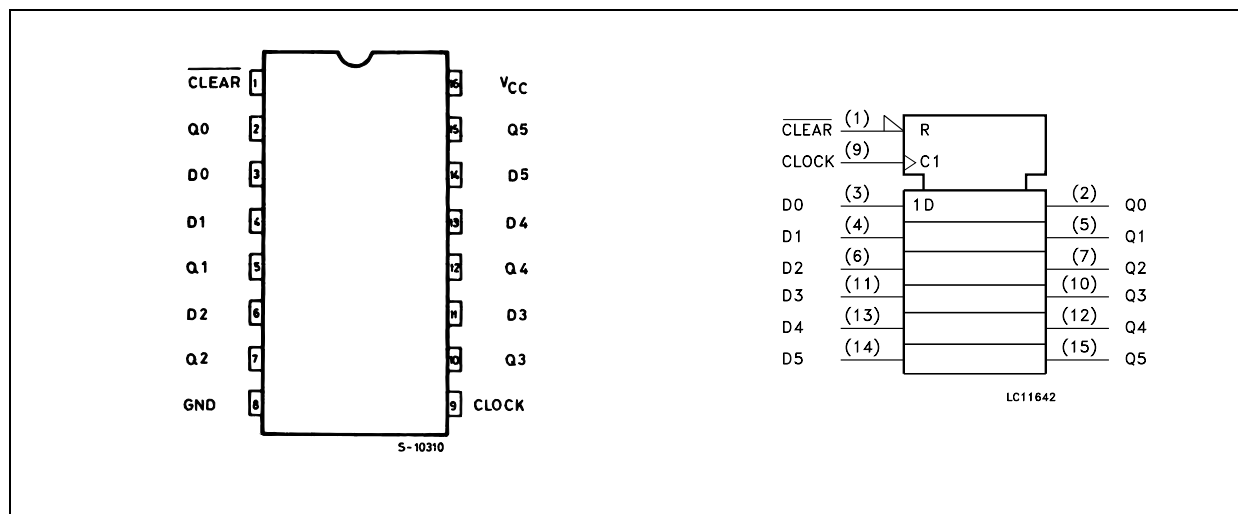 CLEAR 1 16 VCC
Q0 2 15 Q5
D0 3 14 D5
D1 4 13 D4
Q1 5 12 Q4
D2 6 11 D3
Q2 7 10 Q3
GND 8 9 CLOCK
S-10310
CLEAR (1) R
CLOCK (9) C1
D0 (3) 1D (2) Q0
D1 (4) (5) Q1
D2 (6) (7) Q2
D3 (11) (10) Q3
D4 (13) (12) Q4
D5 (14) (15) Q5
LC11642